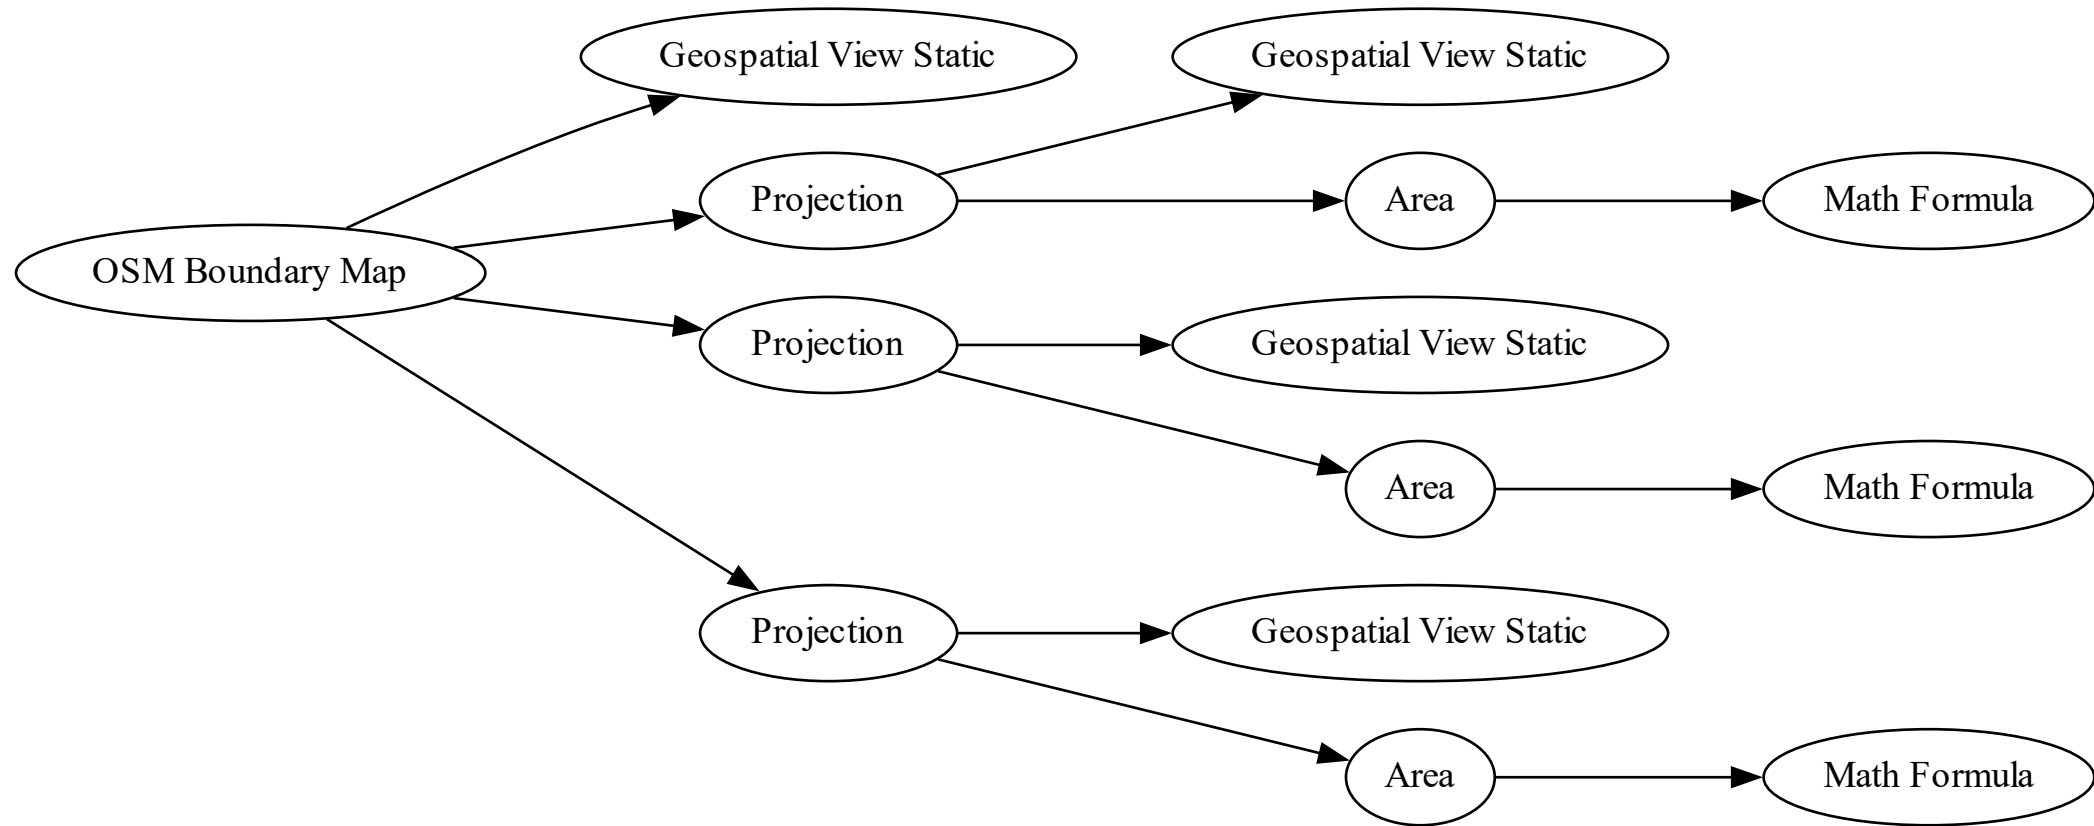 Geospatial View Static
Geospatial View Static
Projection
Area
Math Formula
OSM Boundary Map
Projection
Geospatial View Static
Area
Math Formula
Projection
Geospatial View Static
Area
Math Formula